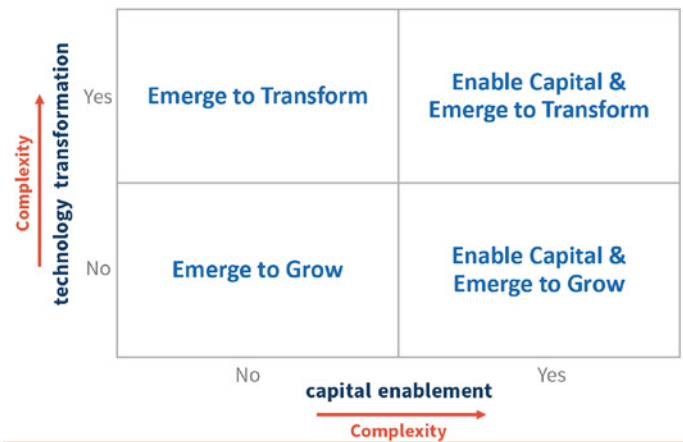 technology transformation
Complexity
Yes
Emerge to Transform
Enable Capital &
Emerge to Transform
No
Emerge to Grow
Enable Capital &
Emerge to Grow
No
Yes
capital enablement
Complexity